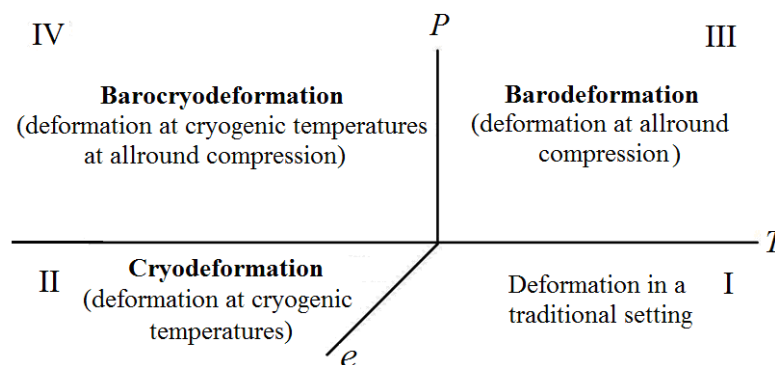 IV
P
III
Barocryodeformation
(deformation at cryogenic temperatures
at allround compression)
Barodeformation
(deformation at allround
compression)
T
II
Cryodeformation
(deformation at cryogenic
temperatures)
e
Deformation in a
traditional setting
I